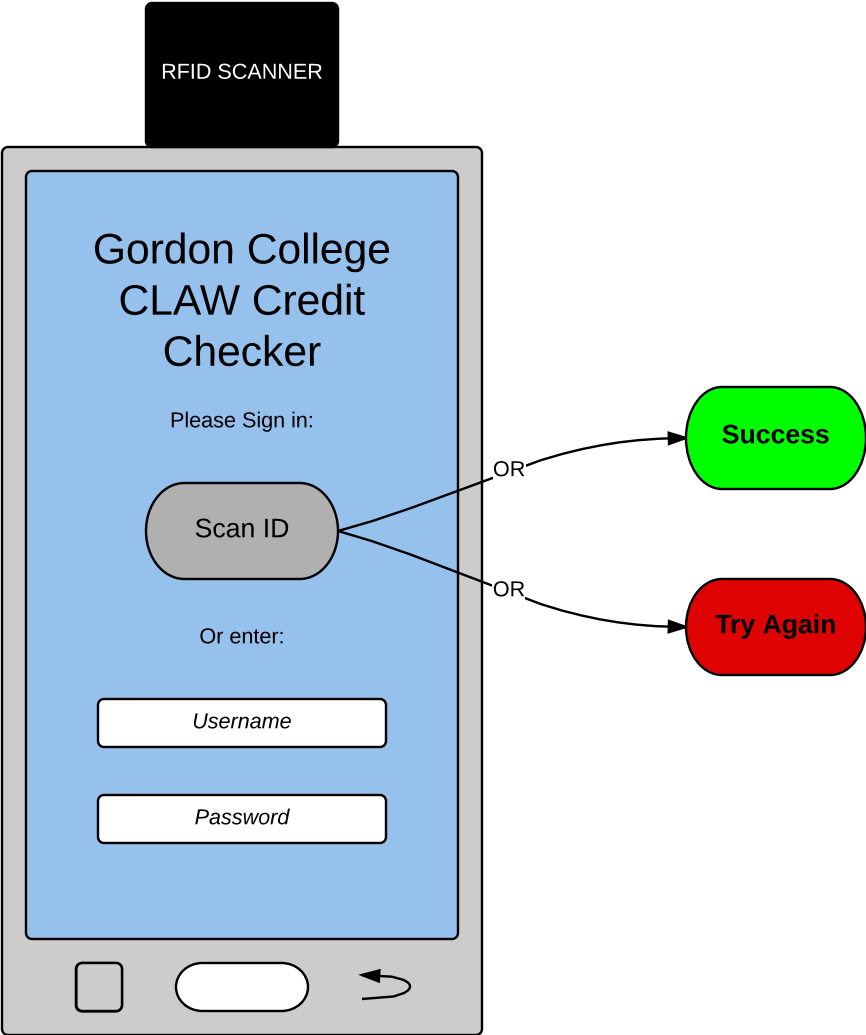 RFID SCANNER
Gordon College
CLAW Credit
Checker
Please Sign in:
Scan ID
OR
Success
OR
Try Again
Or enter:
Username
Password